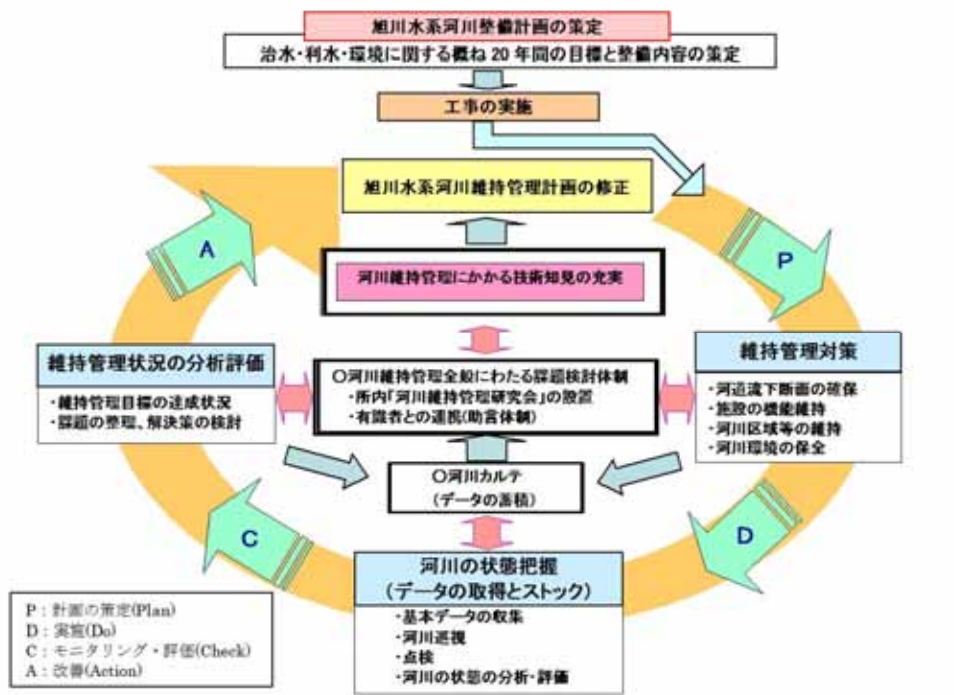 旭川水系河川整備計画の策定
治水・利水・環境に関する概ね20年間の目標と整備内容の策定
工事の実施
旭川水系河川維持管理計画の修正
A
P
河川維持管理にかかる技術知見の充実
維持管理状況の分析評価
・維持管理目標の達成状況
・課題の整理、解決策の検討
〇河川維持管理全般にわたる課題検討体制
・所内「河川維持管理研究会」の設置
・有識者との連携(助言体制)
維持管理対策
・河道流下断面の確保
・施設の機能維持
・河川区域等の維持
・河川環境の保全
〇河川カルテ
(データの蓄積)
C
D
河川の状態把握
(データの取得とストック)
・基本データの収集
・河川巡視
・点検
・河川の状態の分析・評価
P:計画の策定(Plan)
D:実施(Do)
C:モニタリング・評価(Check)
A:改善(Action)